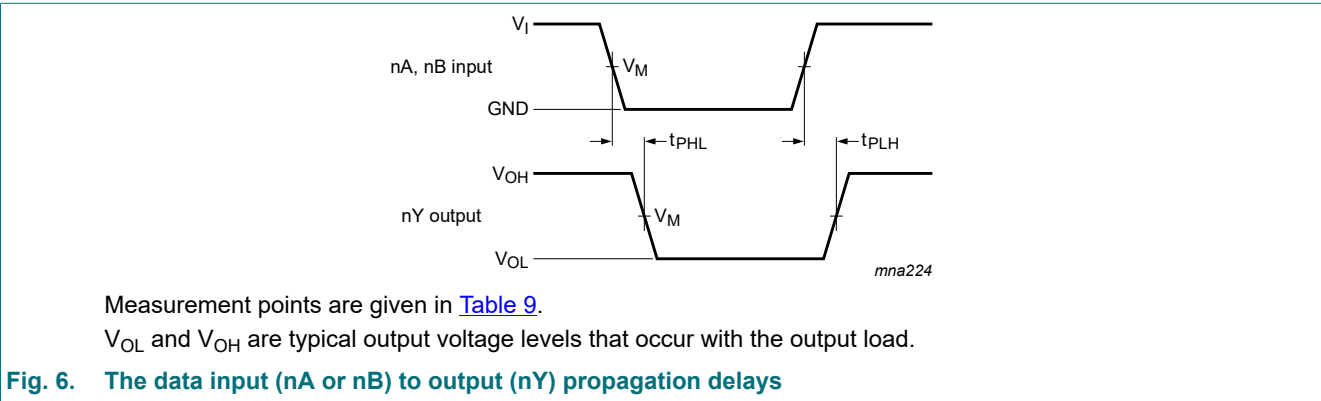 V_I
nA, nB input
V_M
GND
t_PHL
t_PLH
V_OH
nY output
V_M
V_OL
mna224
Measurement points are given in Table 9.
V_OL and V_OH are typical output voltage levels that occur with the output load.
Fig. 6. The data input (nA or nB) to output (nY) propagation delays